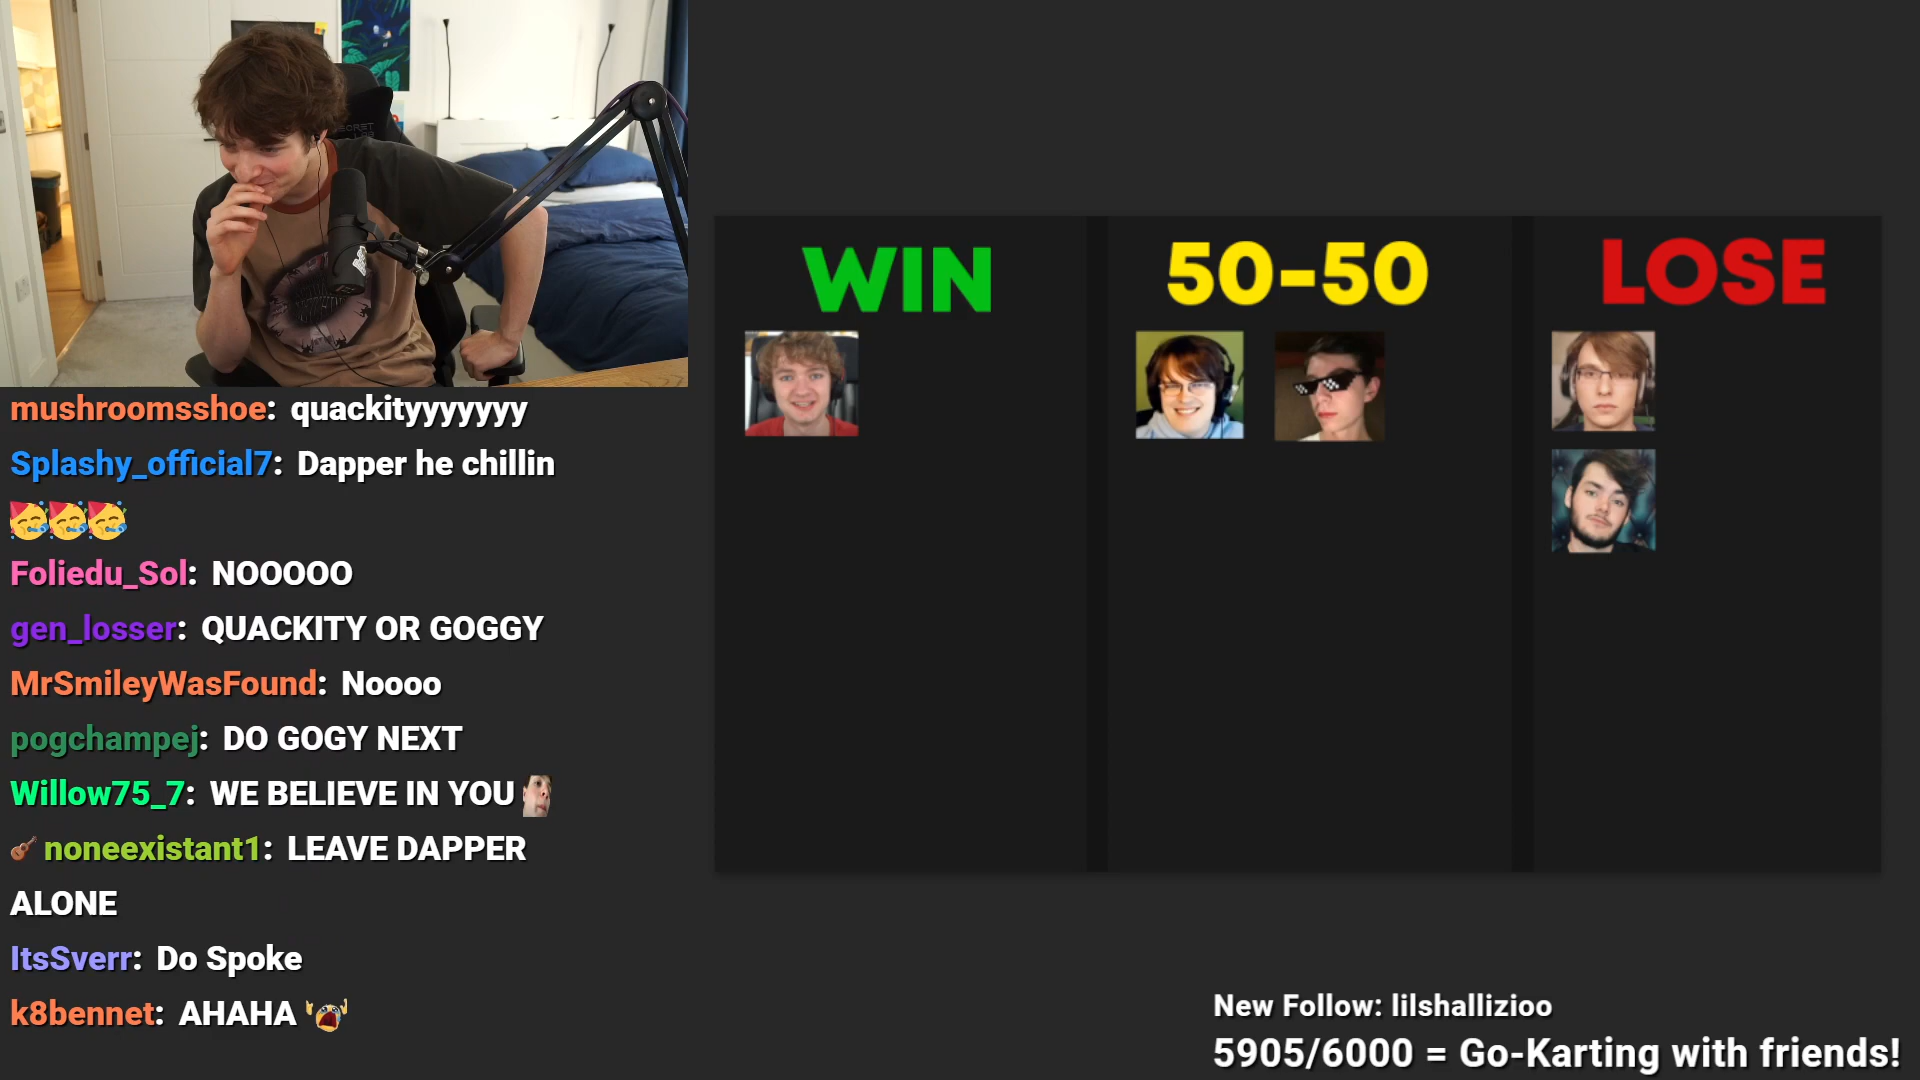 mushroomsshoe: quackityyyyyyy
Splashy_official7: Dapper he chillin
🥳🥳🥳
Foliedu_Sol: NOOOOO
gen_losser: QUACKITY OR GOGGY
MrSmileyWasFound: Noooo
pogchampej: DO GOGY NEXT
Willow75_7: WE BELIEVE IN YOU
noneexistant1: LEAVE DAPPER
ALONE
ItsSverr: Do Spoke
k8bennet: AHAHA
WIN
50-50
LOSE
New Follow: lilshallizioo
5905/6000 = Go-Karting with friends!